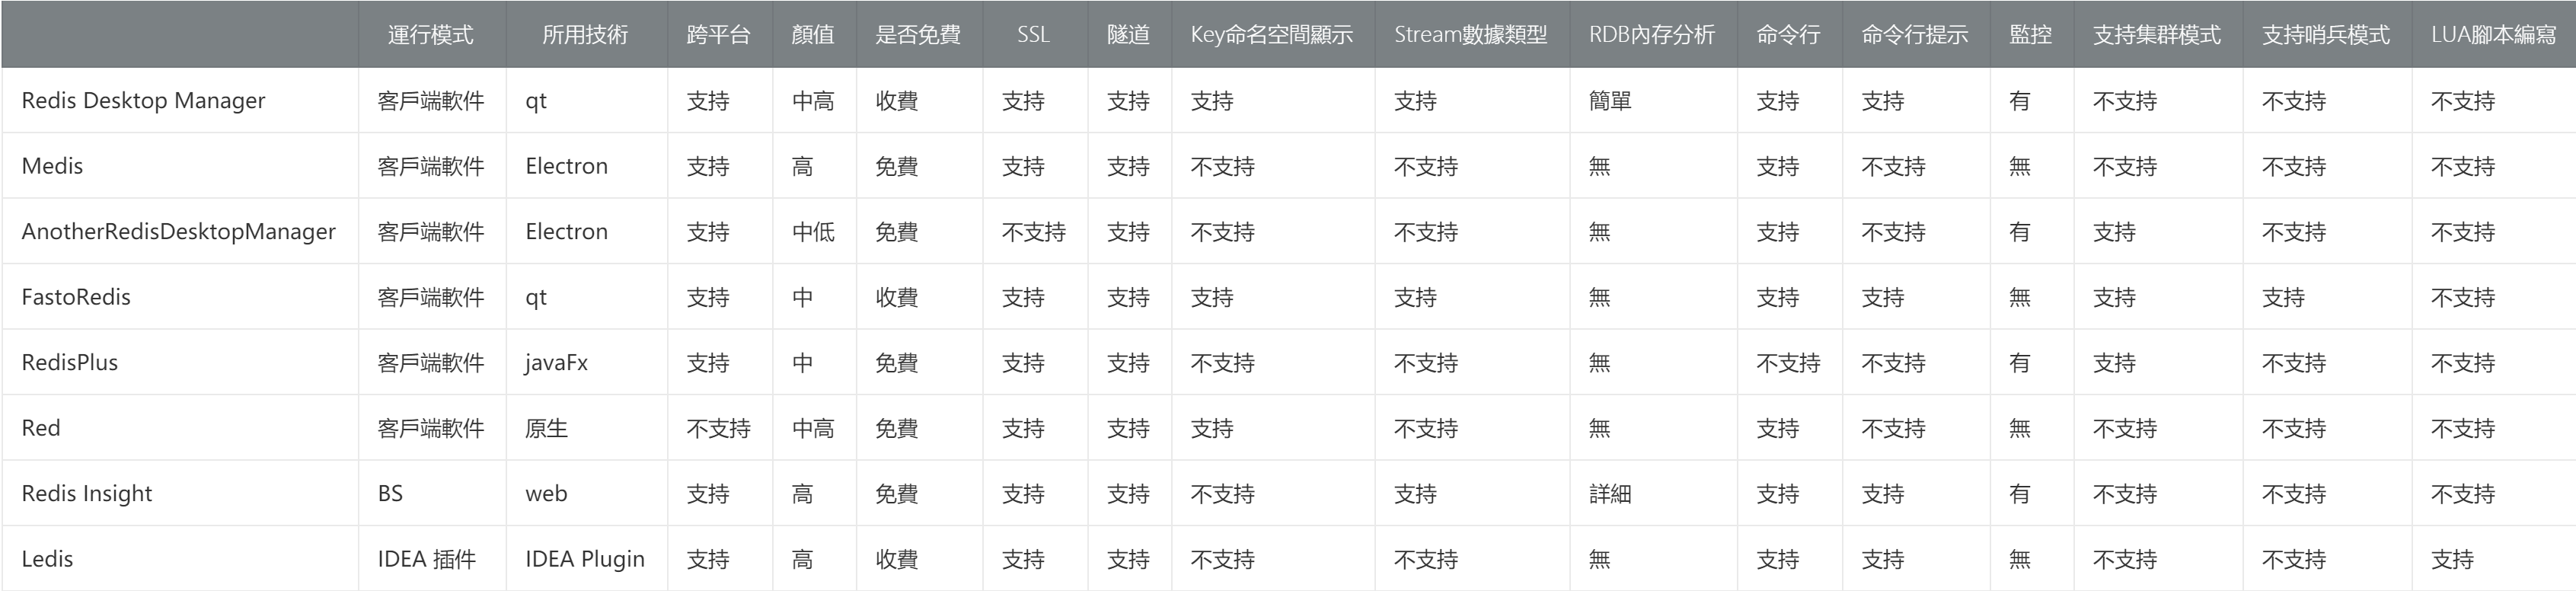 運行模式 所用技術 跨平台 顏值 是否免費 SSL 隧道 Key命名空間顯示 Stream數據類型 RDB內存分析 命令行 命令行提示 監控 支持集群模式 支持哨兵模式 LUA腳本編寫
Redis Desktop Manager 客戶端軟件 qt 支持 中高 收費 支持 支持 支持 支持 簡單 支持 支持 有 不支持 不支持 不支持
Medis 客戶端軟件 Electron 支持 高 免費 支持 支持 不支持 不支持 無 支持 不支持 無 不支持 不支持 不支持
AnotherRedisDesktopManager 客戶端軟件 Electron 支持 中低 免費 不支持 支持 不支持 不支持 無 支持 不支持 有 支持 不支持 不支持
FastoRedis 客戶端軟件 qt 支持 中 收費 支持 支持 支持 支持 無 支持 支持 無 支持 支持 不支持
RedisPlus 客戶端軟件 javaFx 支持 中 免費 支持 支持 不支持 不支持 無 不支持 不支持 有 支持 不支持 不支持
Red 客戶端軟件 原生 不支持 中高 免費 支持 支持 支持 不支持 無 支持 不支持 無 不支持 不支持 不支持
Redis Insight BS web 支持 高 免費 支持 支持 不支持 支持 詳細 支持 支持 有 不支持 不支持 不支持
Ledis IDEA 插件 IDEA Plugin 支持 高 收費 支持 支持 不支持 不支持 無 支持 支持 無 不支持 不支持 支持